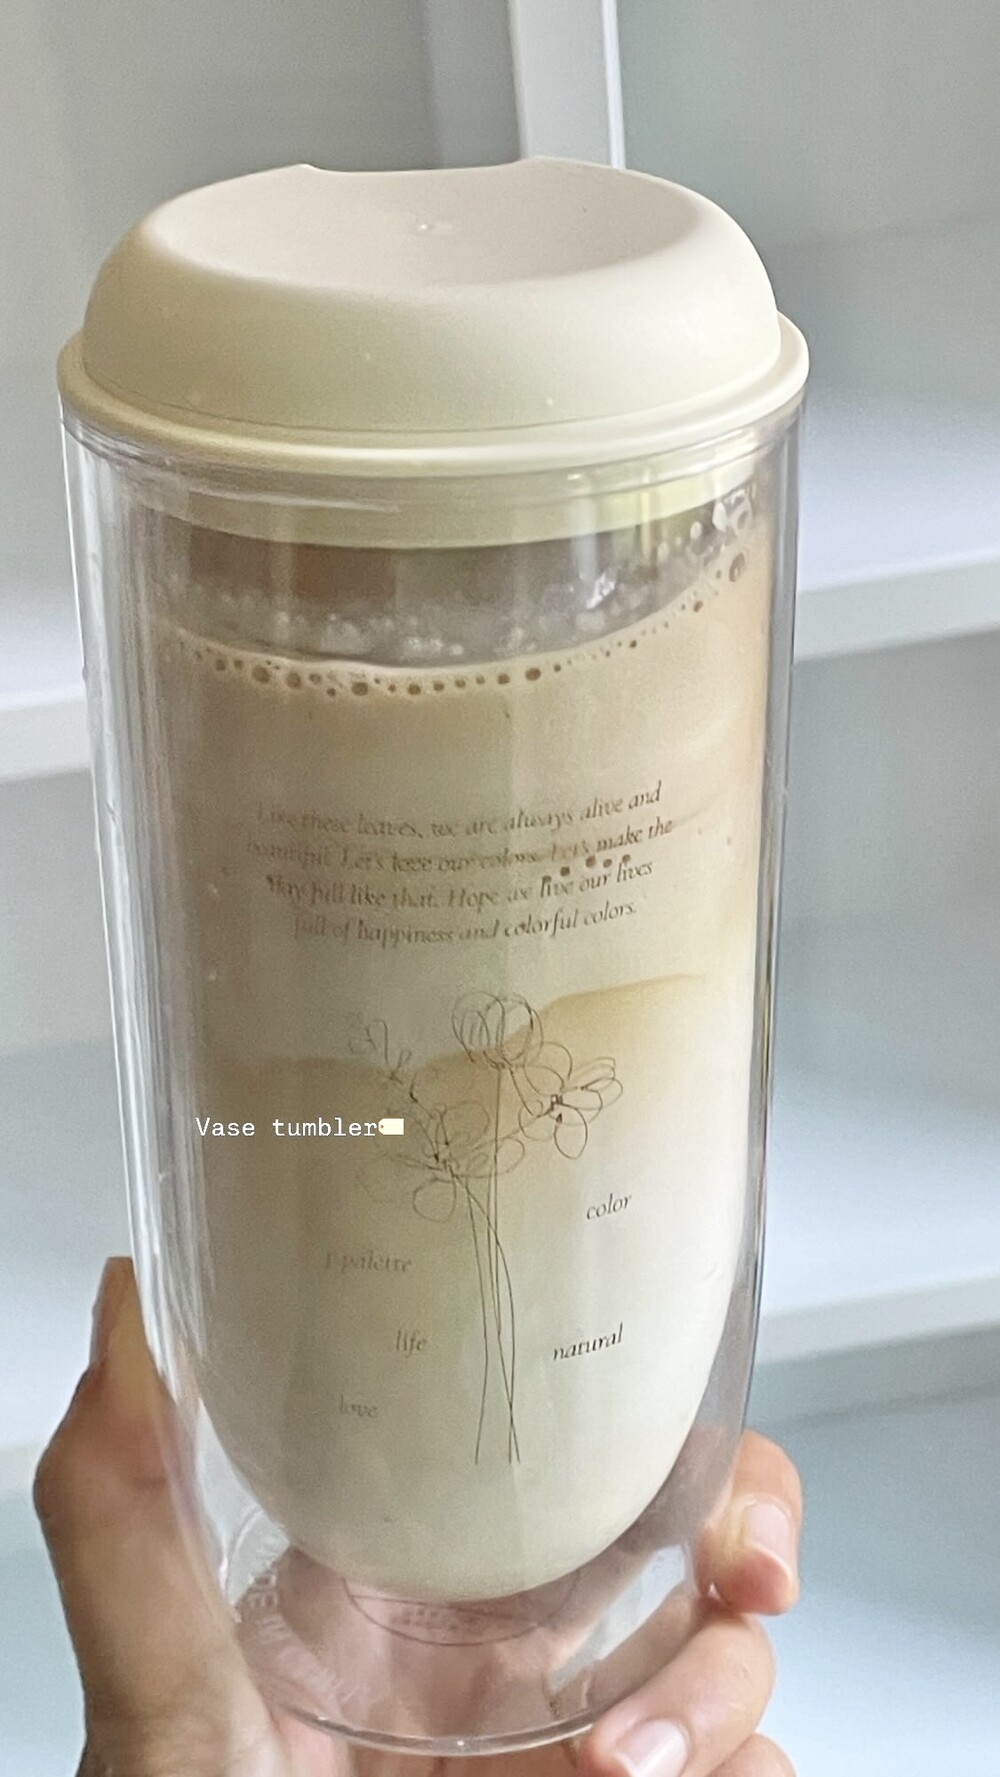 Like these leaves, we are always alive and
beautiful. Let's love our colors. Let's make the
day full like that. Hope we live our lives
full of happiness and colorful colors.
Vase tumbler
color
palette
life
natural
love